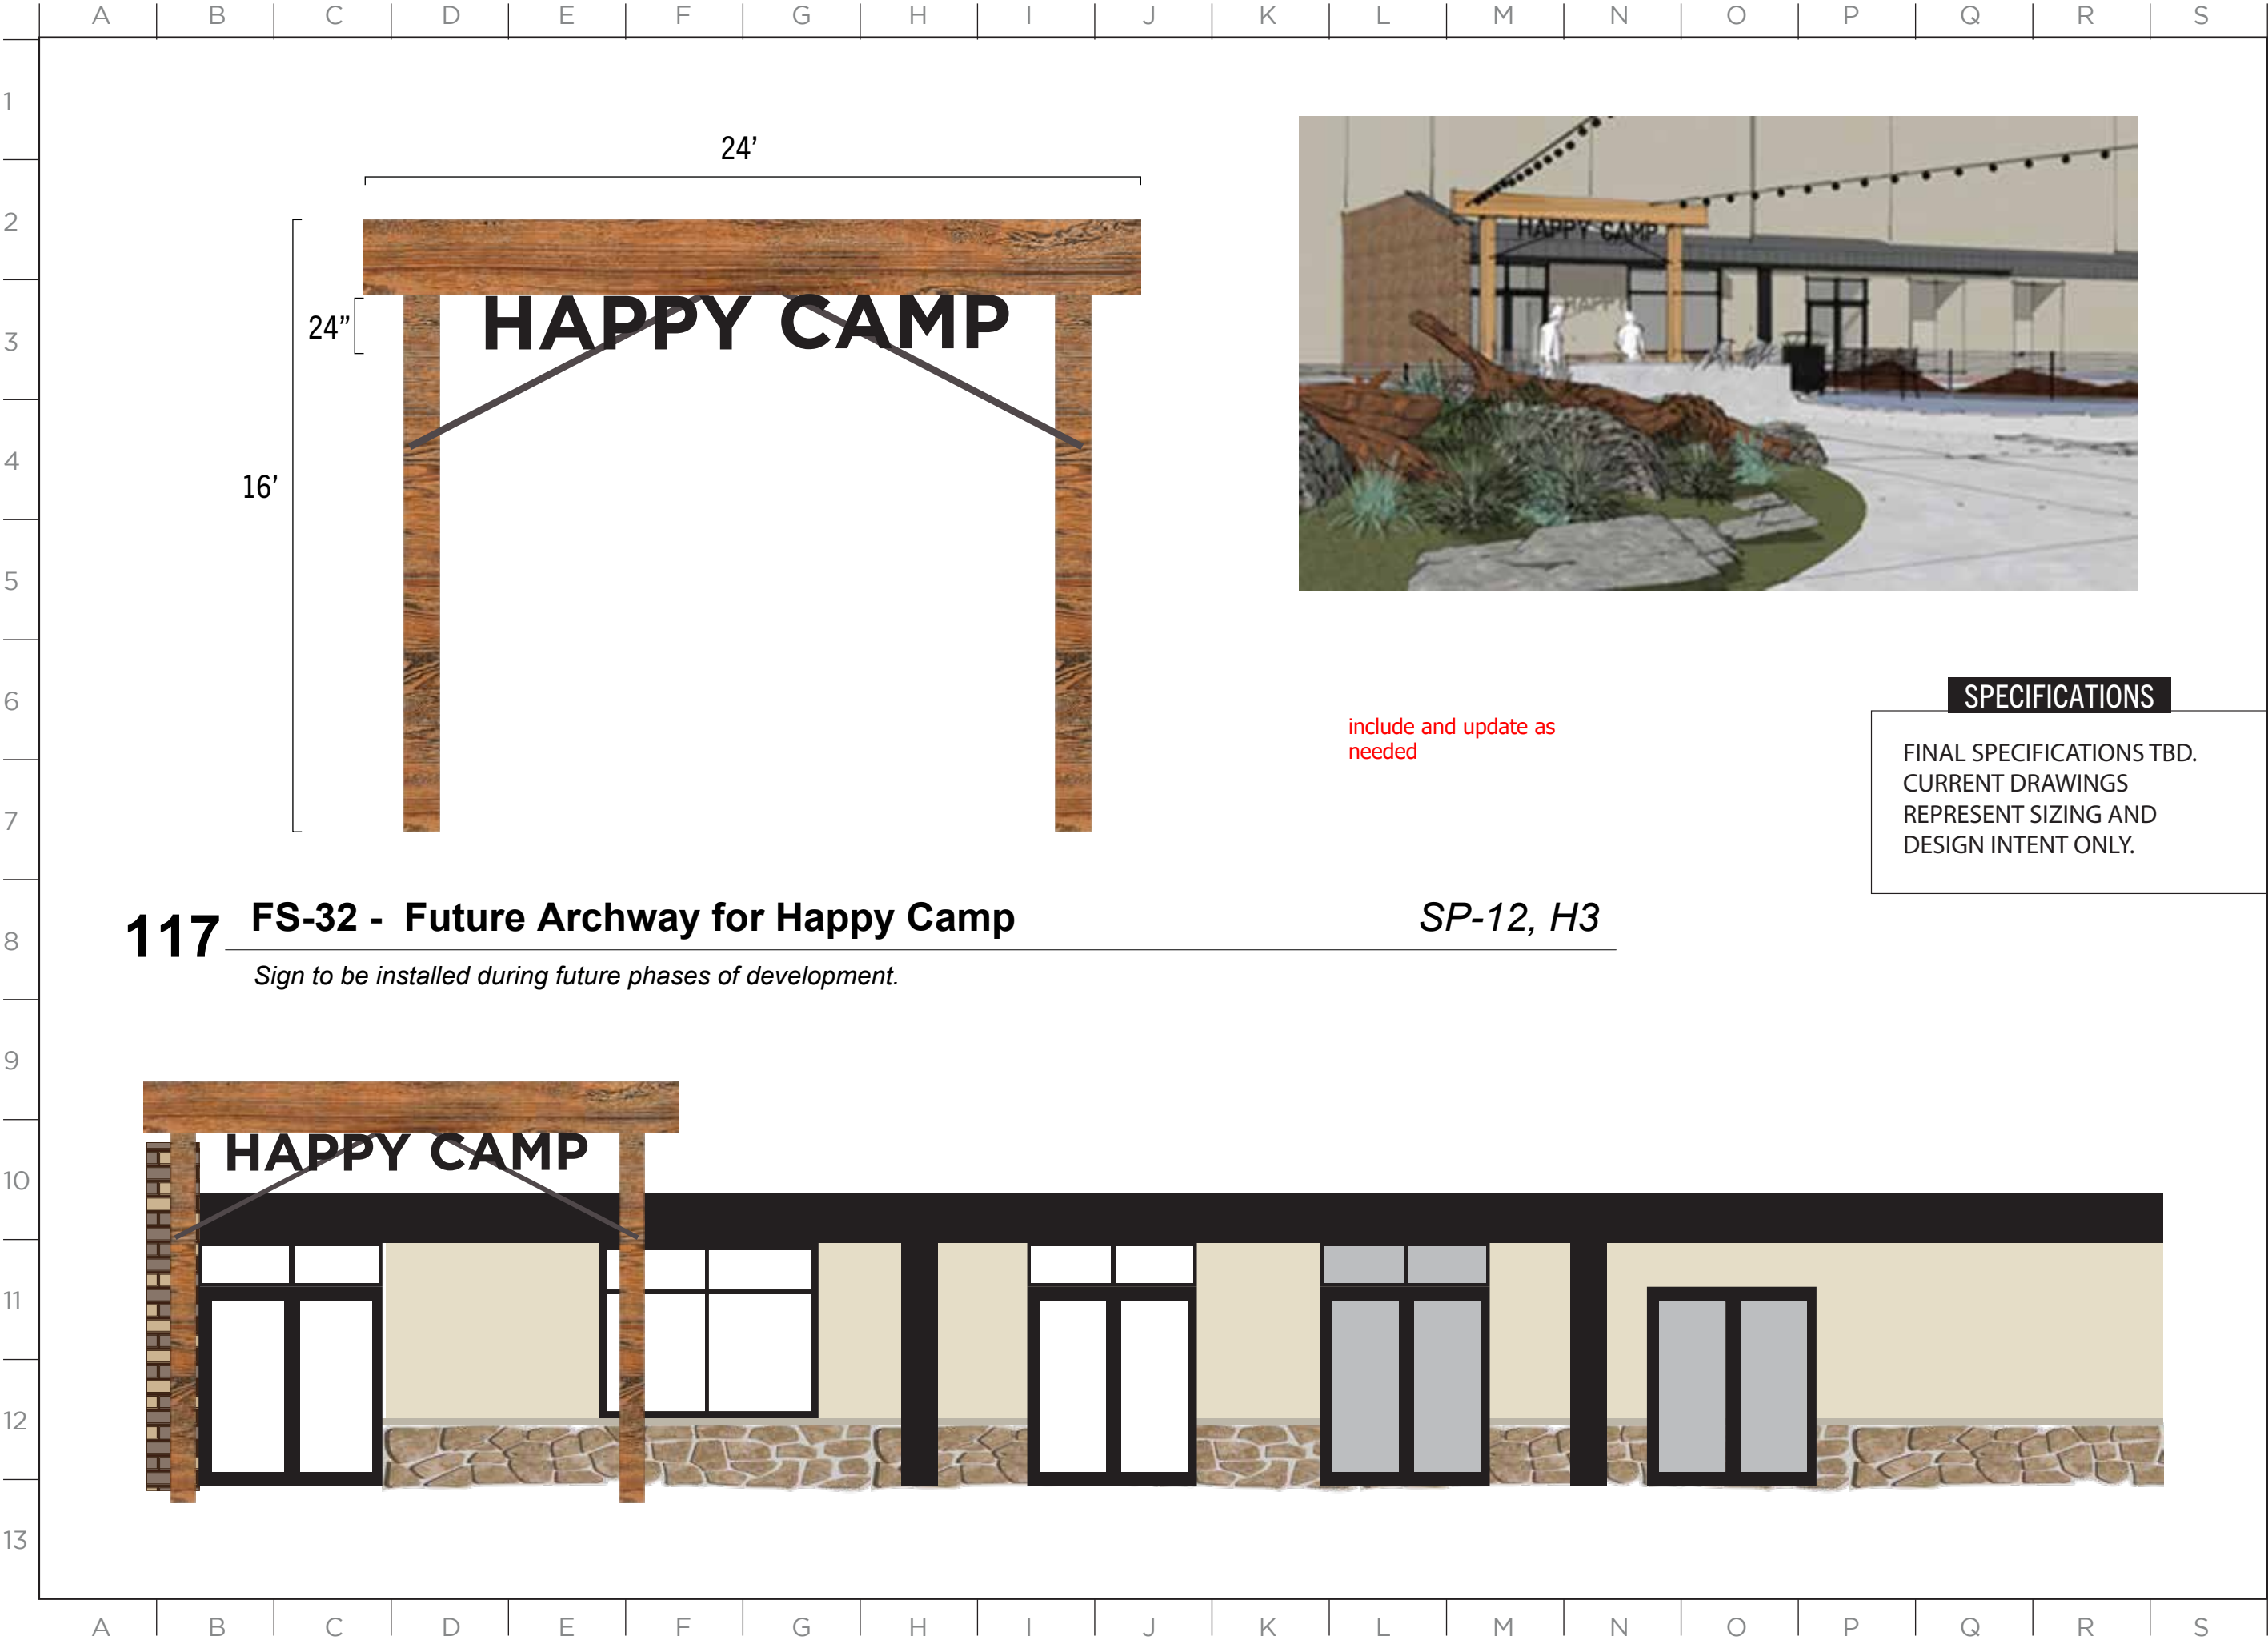 A B C D E F G H I J K L M N O P Q R S
1
2
3
4
5
6
7
8
9
10
11
12
13
24’
24”
16’
HAPPY CAMP
HAPPY CAMP
include and update as
needed
SPECIFICATIONS
FINAL SPECIFICATIONS TBD.
CURRENT DRAWINGS
REPRESENT SIZING AND
DESIGN INTENT ONLY.
117 FS-32 - Future Archway for Happy Camp SP-12, H3
Sign to be installed during future phases of development.
HAPPY CAMP
A B C D E F G H I J K L M N O P Q R S